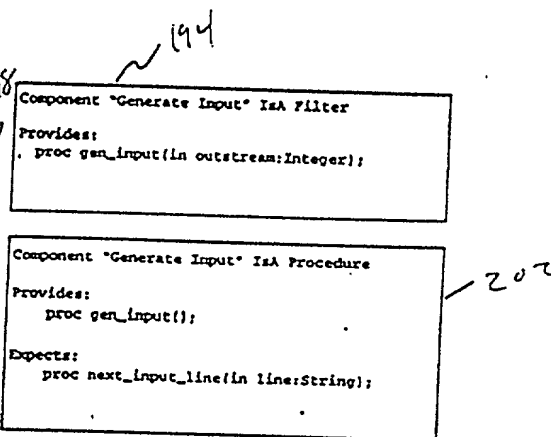 194
8
Component "Generate Input" IsA Filter
Provides:
proc gen_input(in outstream:Integer);
Component "Generate Input" IsA Procedure
202
Provides:
proc gen_input();
Expects:
proc next_input_line(in line:String);